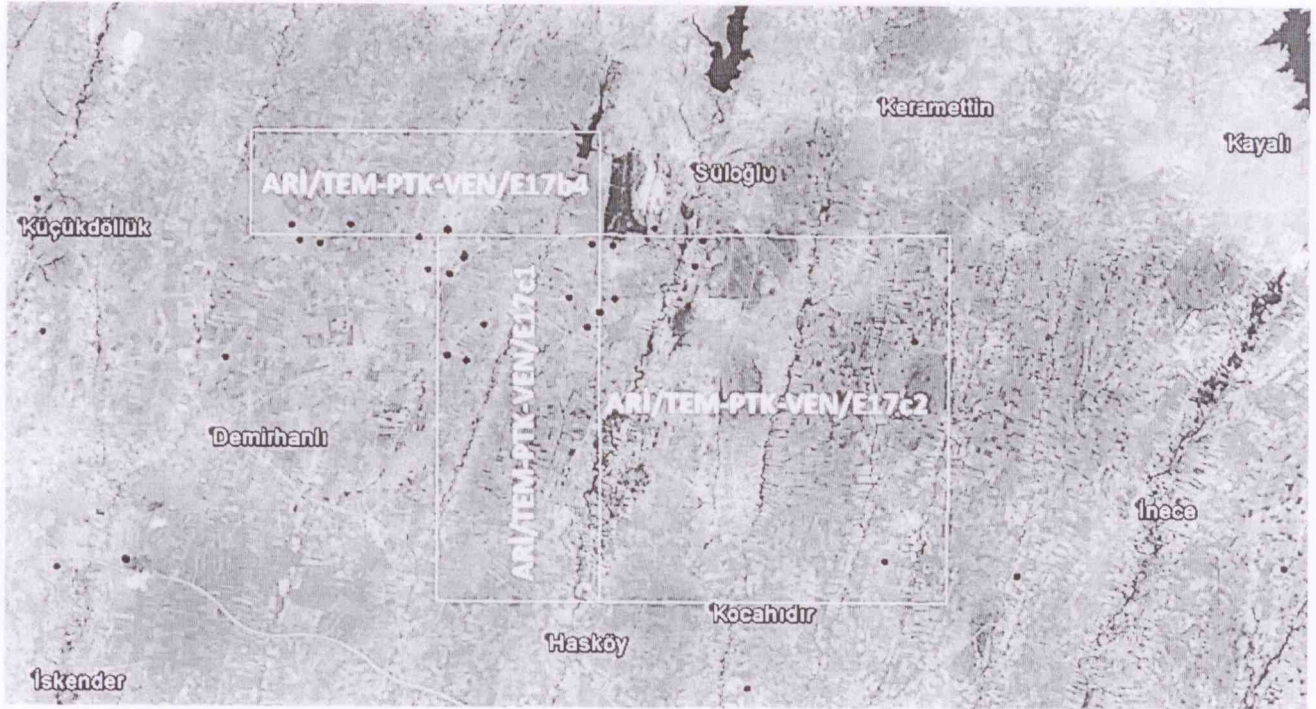 Keramettin
Kayalı
Süloğlu
ARİ/TEM-PTK-VEN/E17b4
Küçükdöllük
ARİ/TEM-PTK-VEN/E17c1
ARİ/TEM-PTK-VEN/E17c2
Demirhanlı
İnece
Kocahıdır
Hasköy
İskender